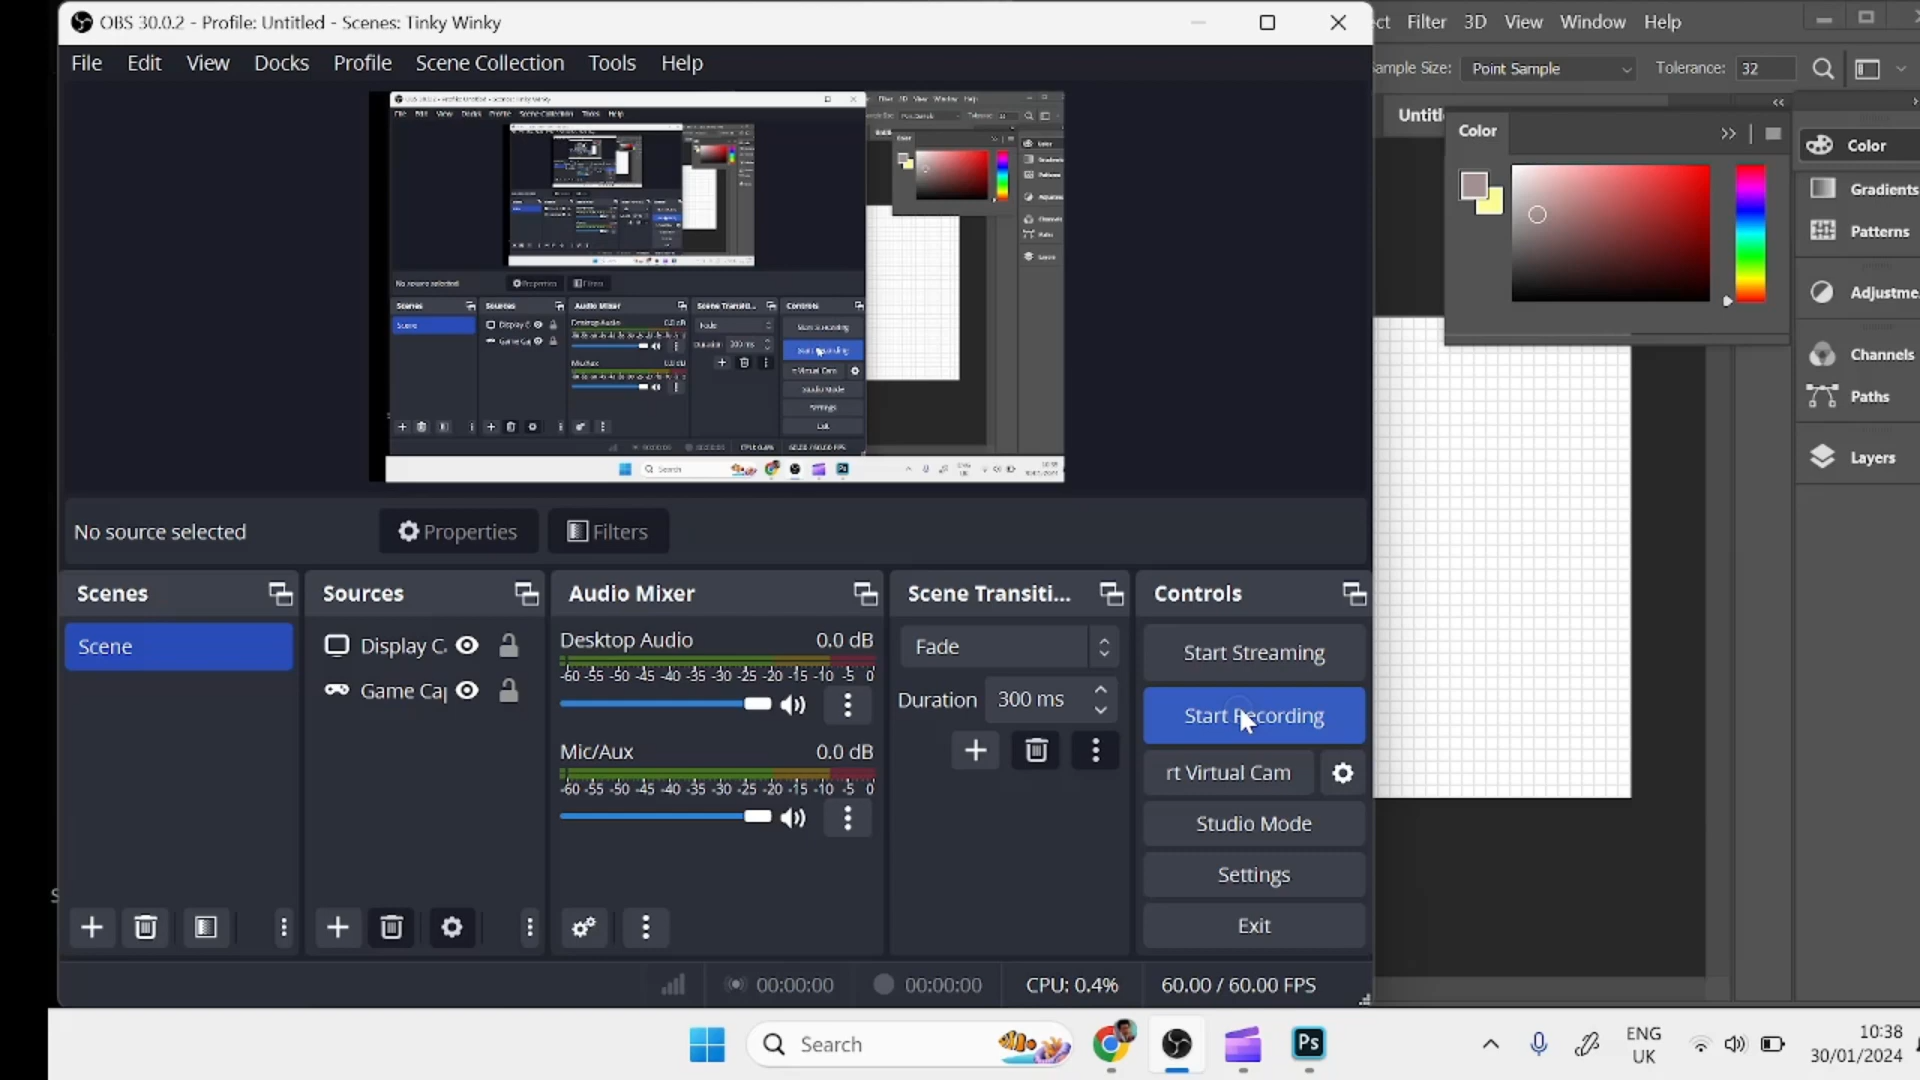 OBS 30.0.2 - Profile: Untitled - Scenes: Tinky Winky
File Edit View Docks Profile Scene Collection Tools Help
ct Filter 3D View Window Help
ample Size: Point Sample Tolerance: 32
Untitl
Color
Color
Gradients
Patterns
Adjustme
Channels
Paths
Layers
No source selected
Properties
Filters
Scenes
Sources
Audio Mixer
Scene Transiti...
Controls
Scene
Display C
Game Cap
Desktop Audio 0.0 dB
-60 -55 -50 -45 -40 -35 -30 -25 -20 -15 -10 -5 0
Mic/Aux 0.0 dB
-60 -55 -50 -45 -40 -35 -30 -25 -20 -15 -10 -5 0
Fade
Duration 300 ms
Start Streaming
Start Recording
rt Virtual Cam
Studio Mode
Settings
Exit
00:00:00
00:00:00
CPU: 0.4%
60.00 / 60.00 FPS
Search
Ps
ENG
UK
10:38
30/01/2024